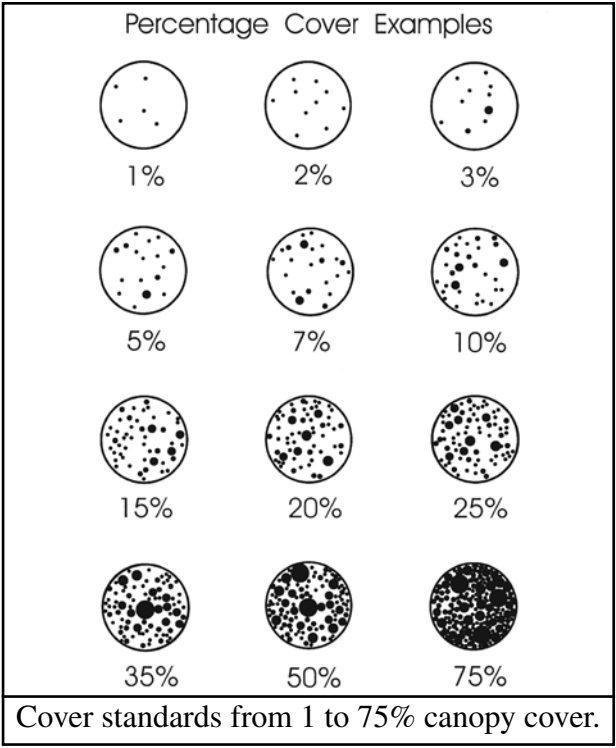 Percentage Cover Examples
1% 2% 3%
5% 7% 10%
15% 20% 25%
35% 50% 75%
Cover standards from 1 to 75% canopy cover.